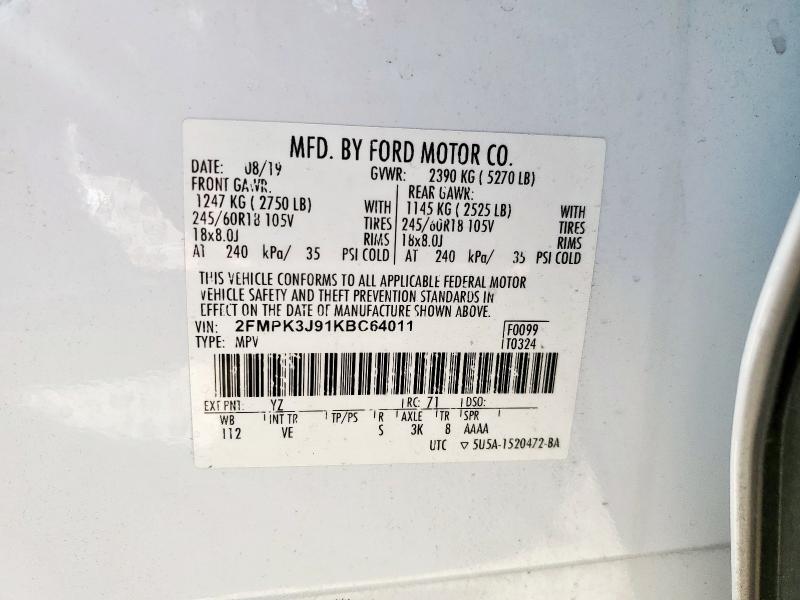 MFD. BY FORD MOTOR CO.
DATE: 08/19 GVWR: 2390 KG ( 5270 LB)
FRONT GAWR: REAR GAWR:
1247 KG ( 2750 LB) WITH 1145 KG ( 2525 LB) WITH
245/60R18 105V TIRES 245/60R18 105V TIRES
18x8.0J RIMS 18x8.0J RIMS
AT 240 kPa/ 35 PSI COLD AT 240 kPa/ 35 PSI COLD
THIS VEHICLE CONFORMS TO ALL APPLICABLE FEDERAL MOTOR
VEHICLE SAFETY AND THEFT PREVENTION STANDARDS IN
EFFECT ON THE DATE OF MANUFACTURE SHOWN ABOVE.
VIN: 2FMPK3J91KBC64011 F0099
TYPE: MPV T0324
EXT PNT: YZ RC: 71 DSO:
WB INT TR TP/PS R AXLE TR SPR
112 VE S 3K 8 AAAA
UTC ▽ 5U5A-1520472-BA